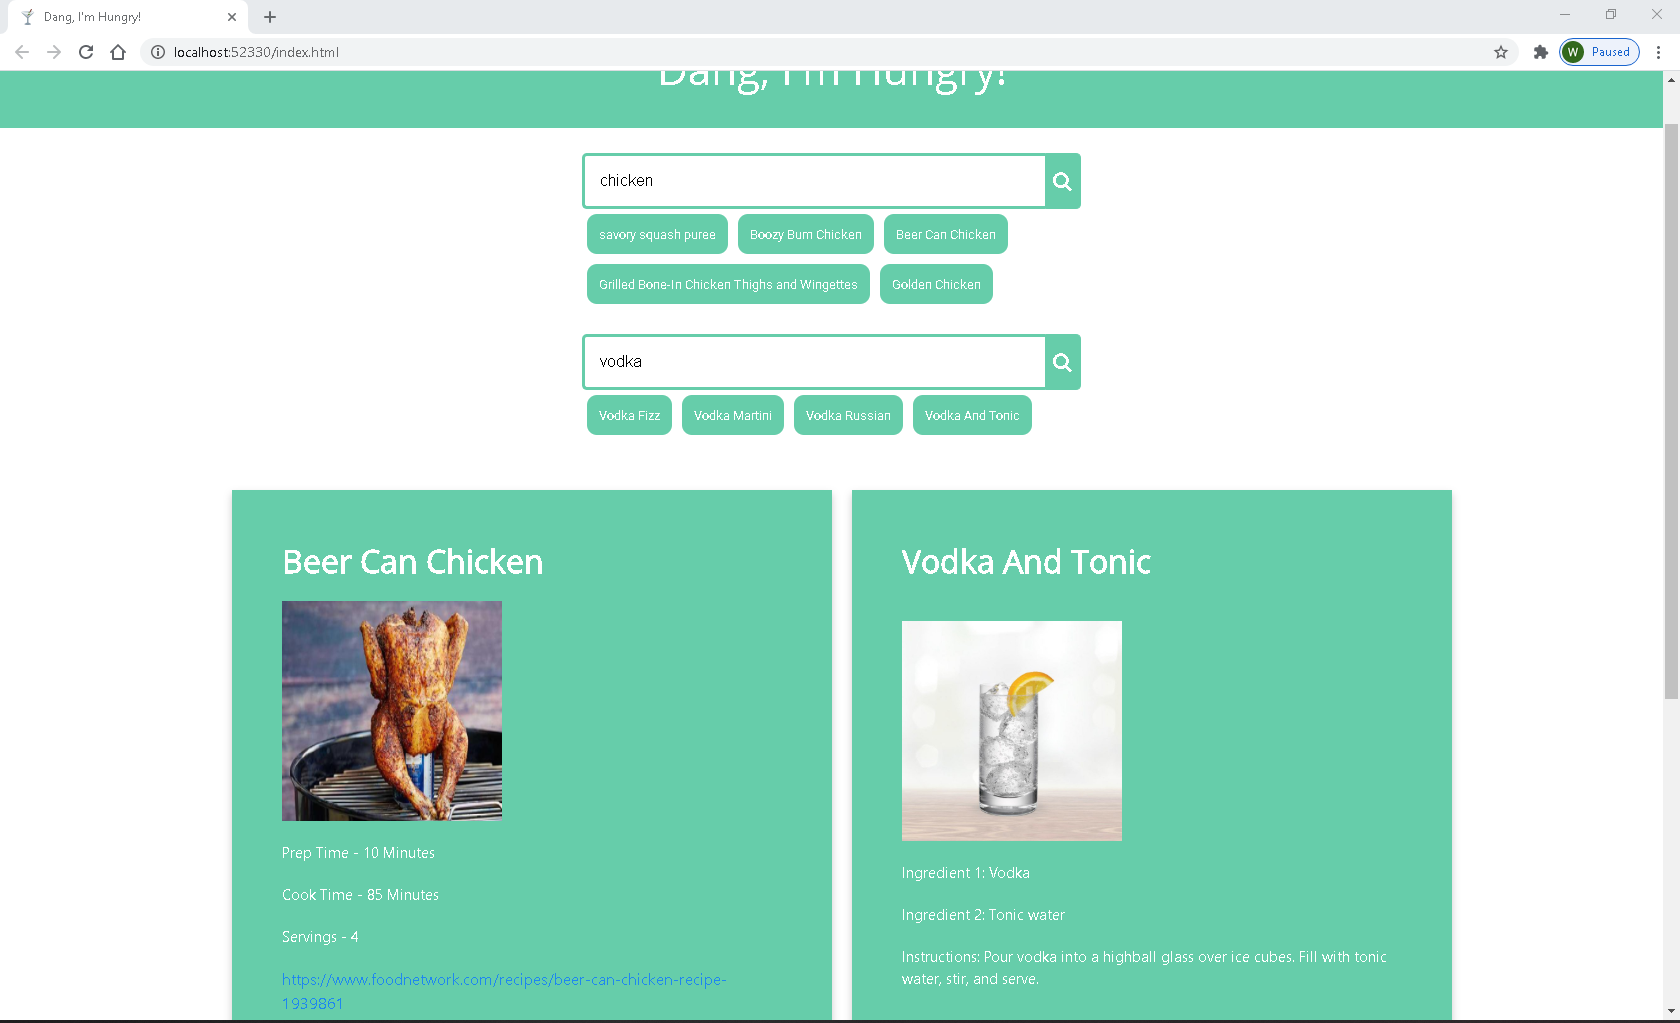 Dang, I'm Hungry!
localhost:52330/index.html
W Paused
Dang, I'm Hungry!
chicken
savory squash puree Boozy Bum Chicken Beer Can Chicken
Grilled Bone-In Chicken Thighs and Wingettes Golden Chicken
vodka
Vodka Fizz Vodka Martini Vodka Russian Vodka And Tonic
Beer Can Chicken
Prep Time - 10 Minutes
Cook Time - 85 Minutes
Servings - 4
https://www.foodnetwork.com/recipes/beer-can-chicken-recipe-
1939861
Vodka And Tonic
Ingredient 1: Vodka
Ingredient 2: Tonic water
Instructions: Pour vodka into a highball glass over ice cubes. Fill with tonic
water, stir, and serve.